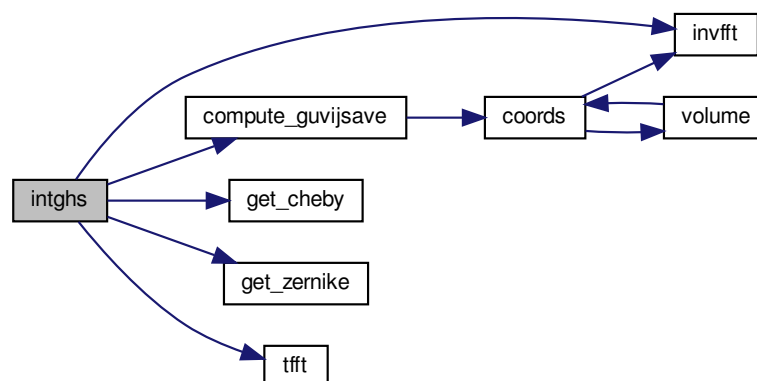 invfft
compute_guvijsave
coords
volume
intghs
get_cheby
get_zernike
tfft